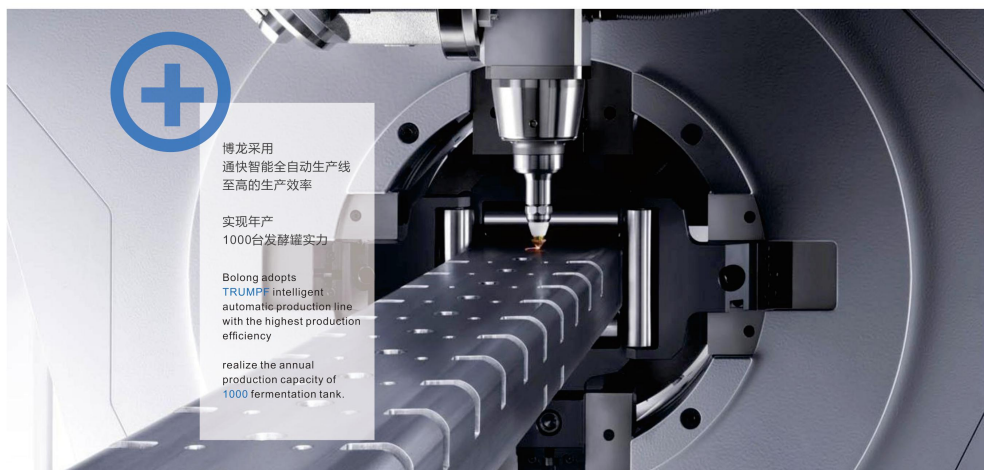 博龙采用
通快智能全自动生产线
至高的生产效率
实现年产
1000台发酵罐实力
Bolong adopts
TRUMPF intelligent
automatic production line
with the highest production
efficiency
realize the annual
production capacity of
1000 fermentation tank.